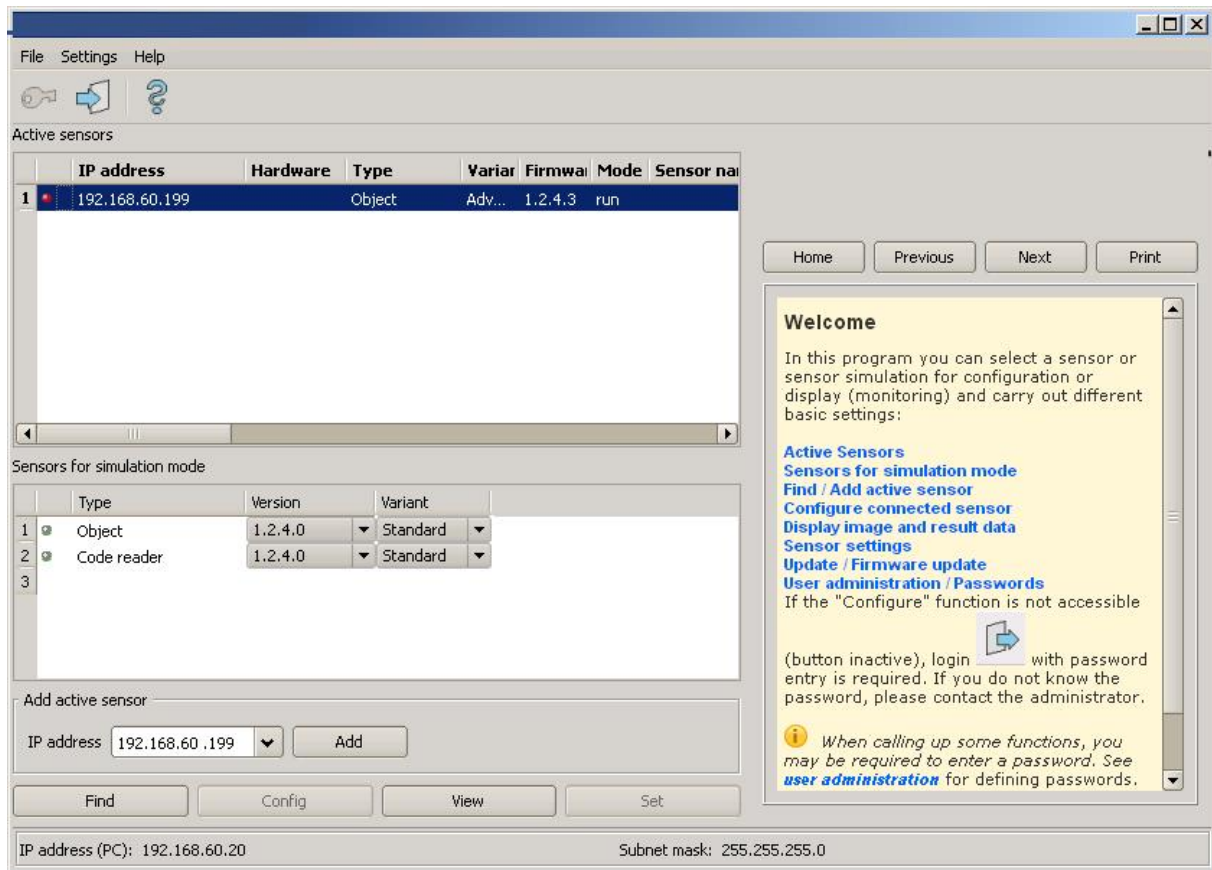 File Settings Help
Active sensors
IP address Hardware Type Variar Firmwar Mode Sensor nar
1 192.168.60.199 Object Adv... 1.2.4.3 run
Home Previous Next Print
Welcome
In this program you can select a sensor or
sensor simulation for configuration or
display (monitoring) and carry out different
basic settings:
Active Sensors
Sensors for simulation mode
Find / Add active sensor
Configure connected sensor
Display image and result data
Sensor settings
Update / Firmware update
User administration / Passwords
If the "Configure" function is not accessible
(button inactive), login with password
entry is required. If you do not know the
password, please contact the administrator.
When calling up some functions, you
may be required to enter a password. See
user administration for defining passwords.
Sensors for simulation mode
Type Version Variant
1 Object 1.2.4.0 Standard
2 Code reader 1.2.4.0 Standard
3
Add active sensor
IP address 192.168.60 .199 Add
Find Config View Set
IP address (PC): 192.168.60.20 Subnet mask: 255.255.255.0